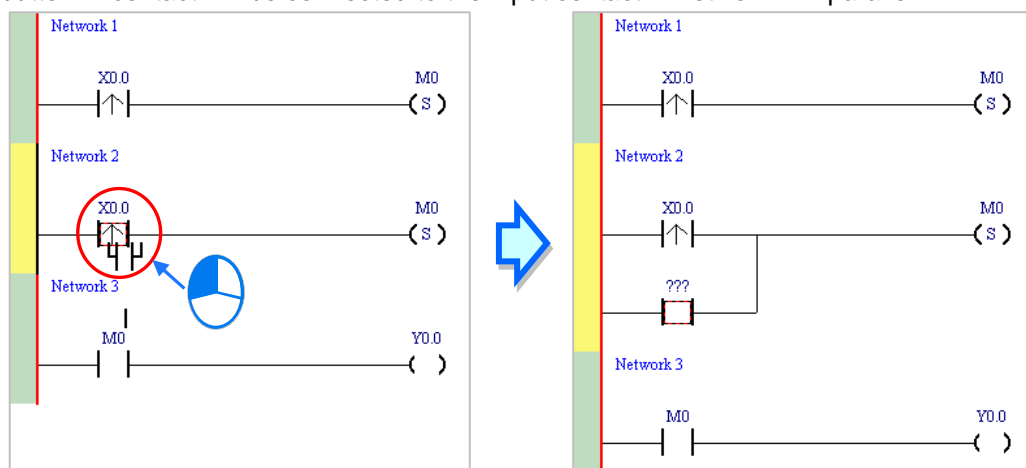 Network 1
X0.0 M0
( S )
Network 2
X0.0 M0
( S )
Network 3
M0 Y0.0
( )
Network 1
X0.0 M0
( S )
Network 2
X0.0 M0
( S )
???
Network 3
M0 Y0.0
( )